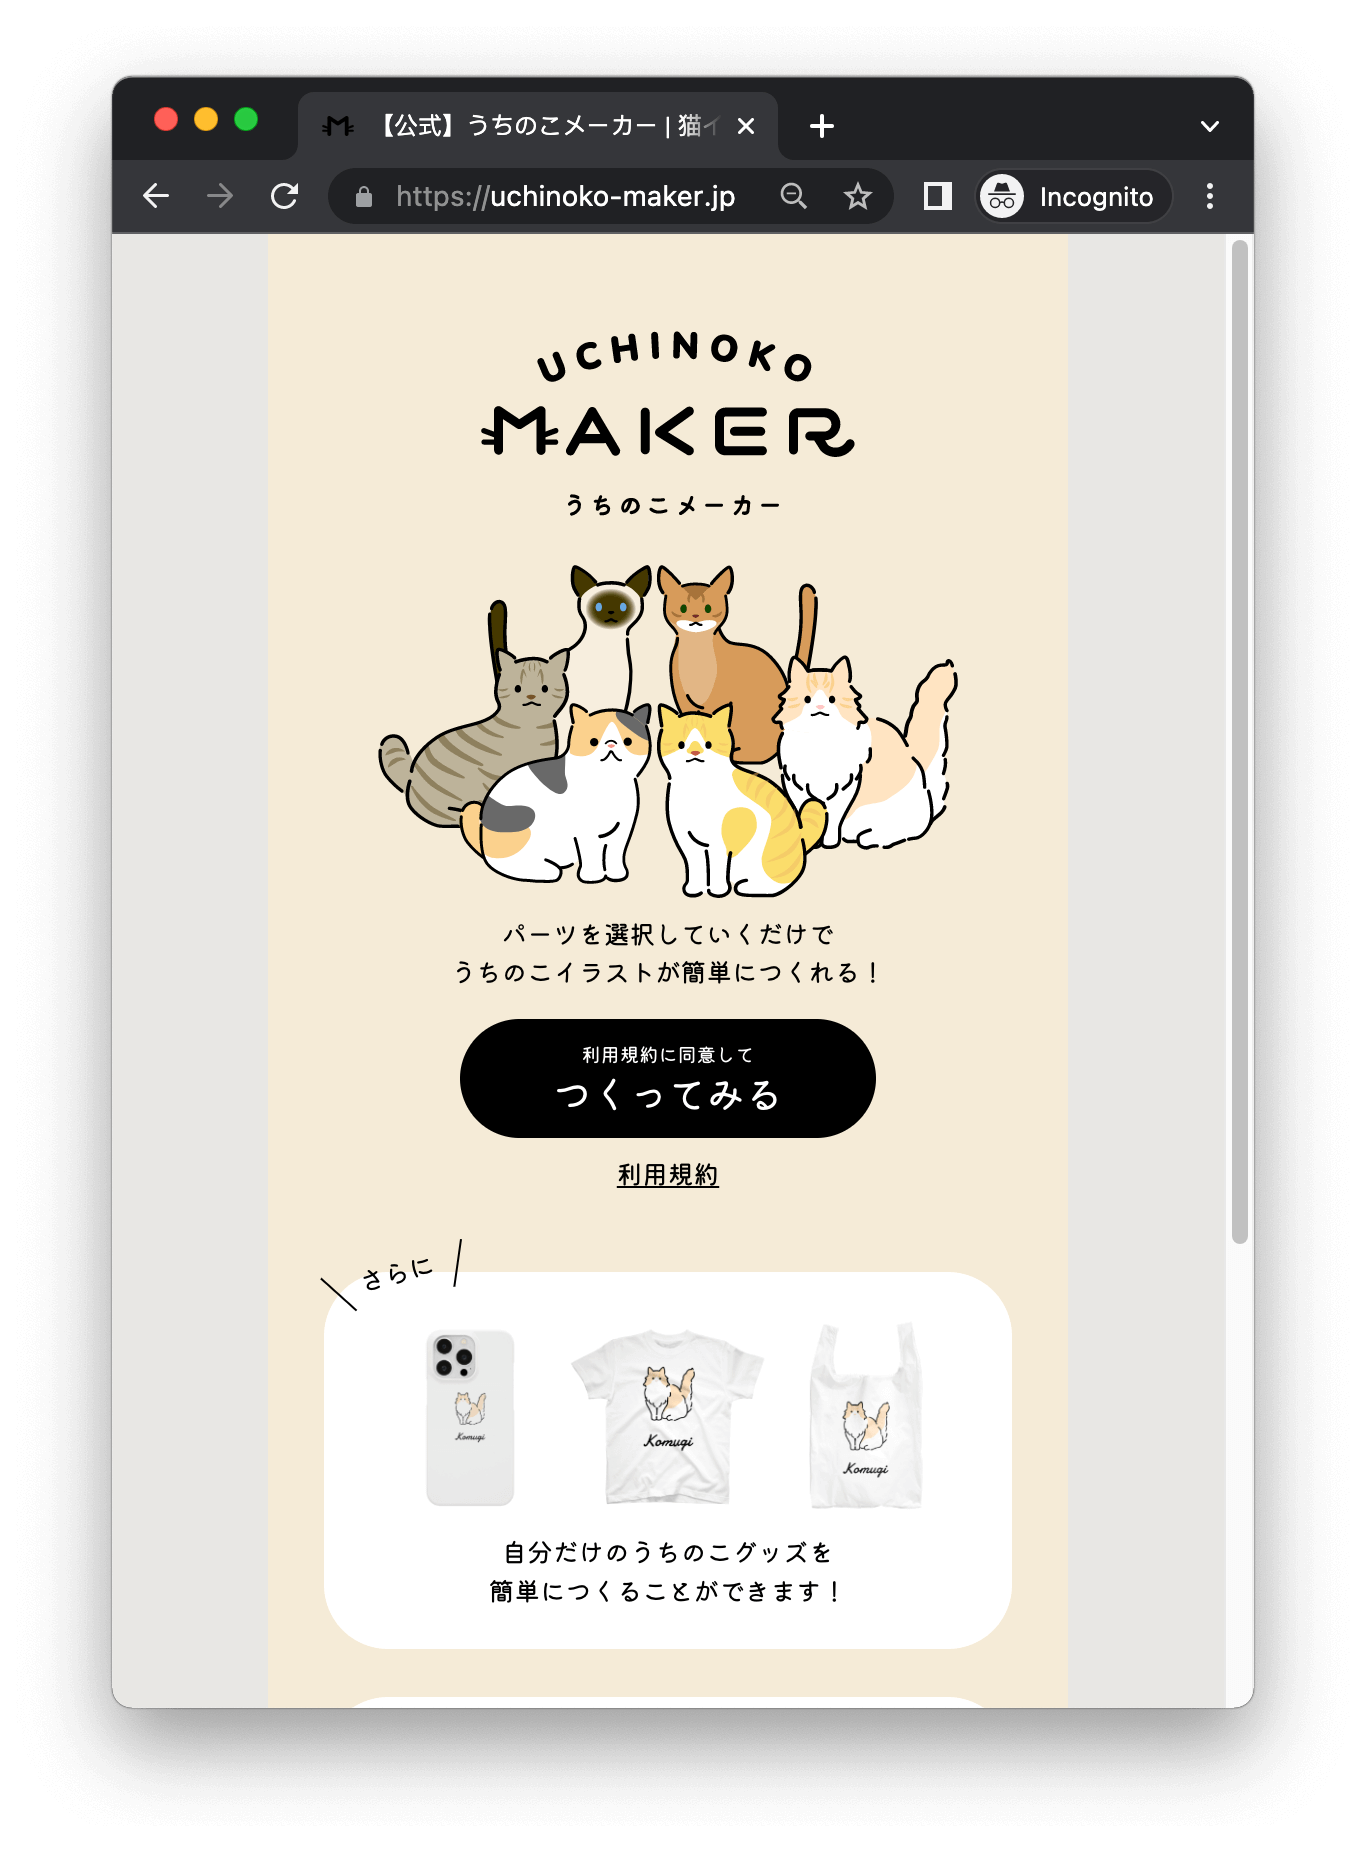 【公式】うちのこメーカー | 猫イ
https://uchinoko-maker.jp
Incognito
UCHINOKO
MAKER
うちのこメーカー
パーツを選択していくだけで
うちのこイラストが簡単につくれる！
利用規約に同意して
つくってみる
利用規約
さらに
Komugi
Komugi
Komugi
自分だけのうちのこグッズを
簡単につくることができます！